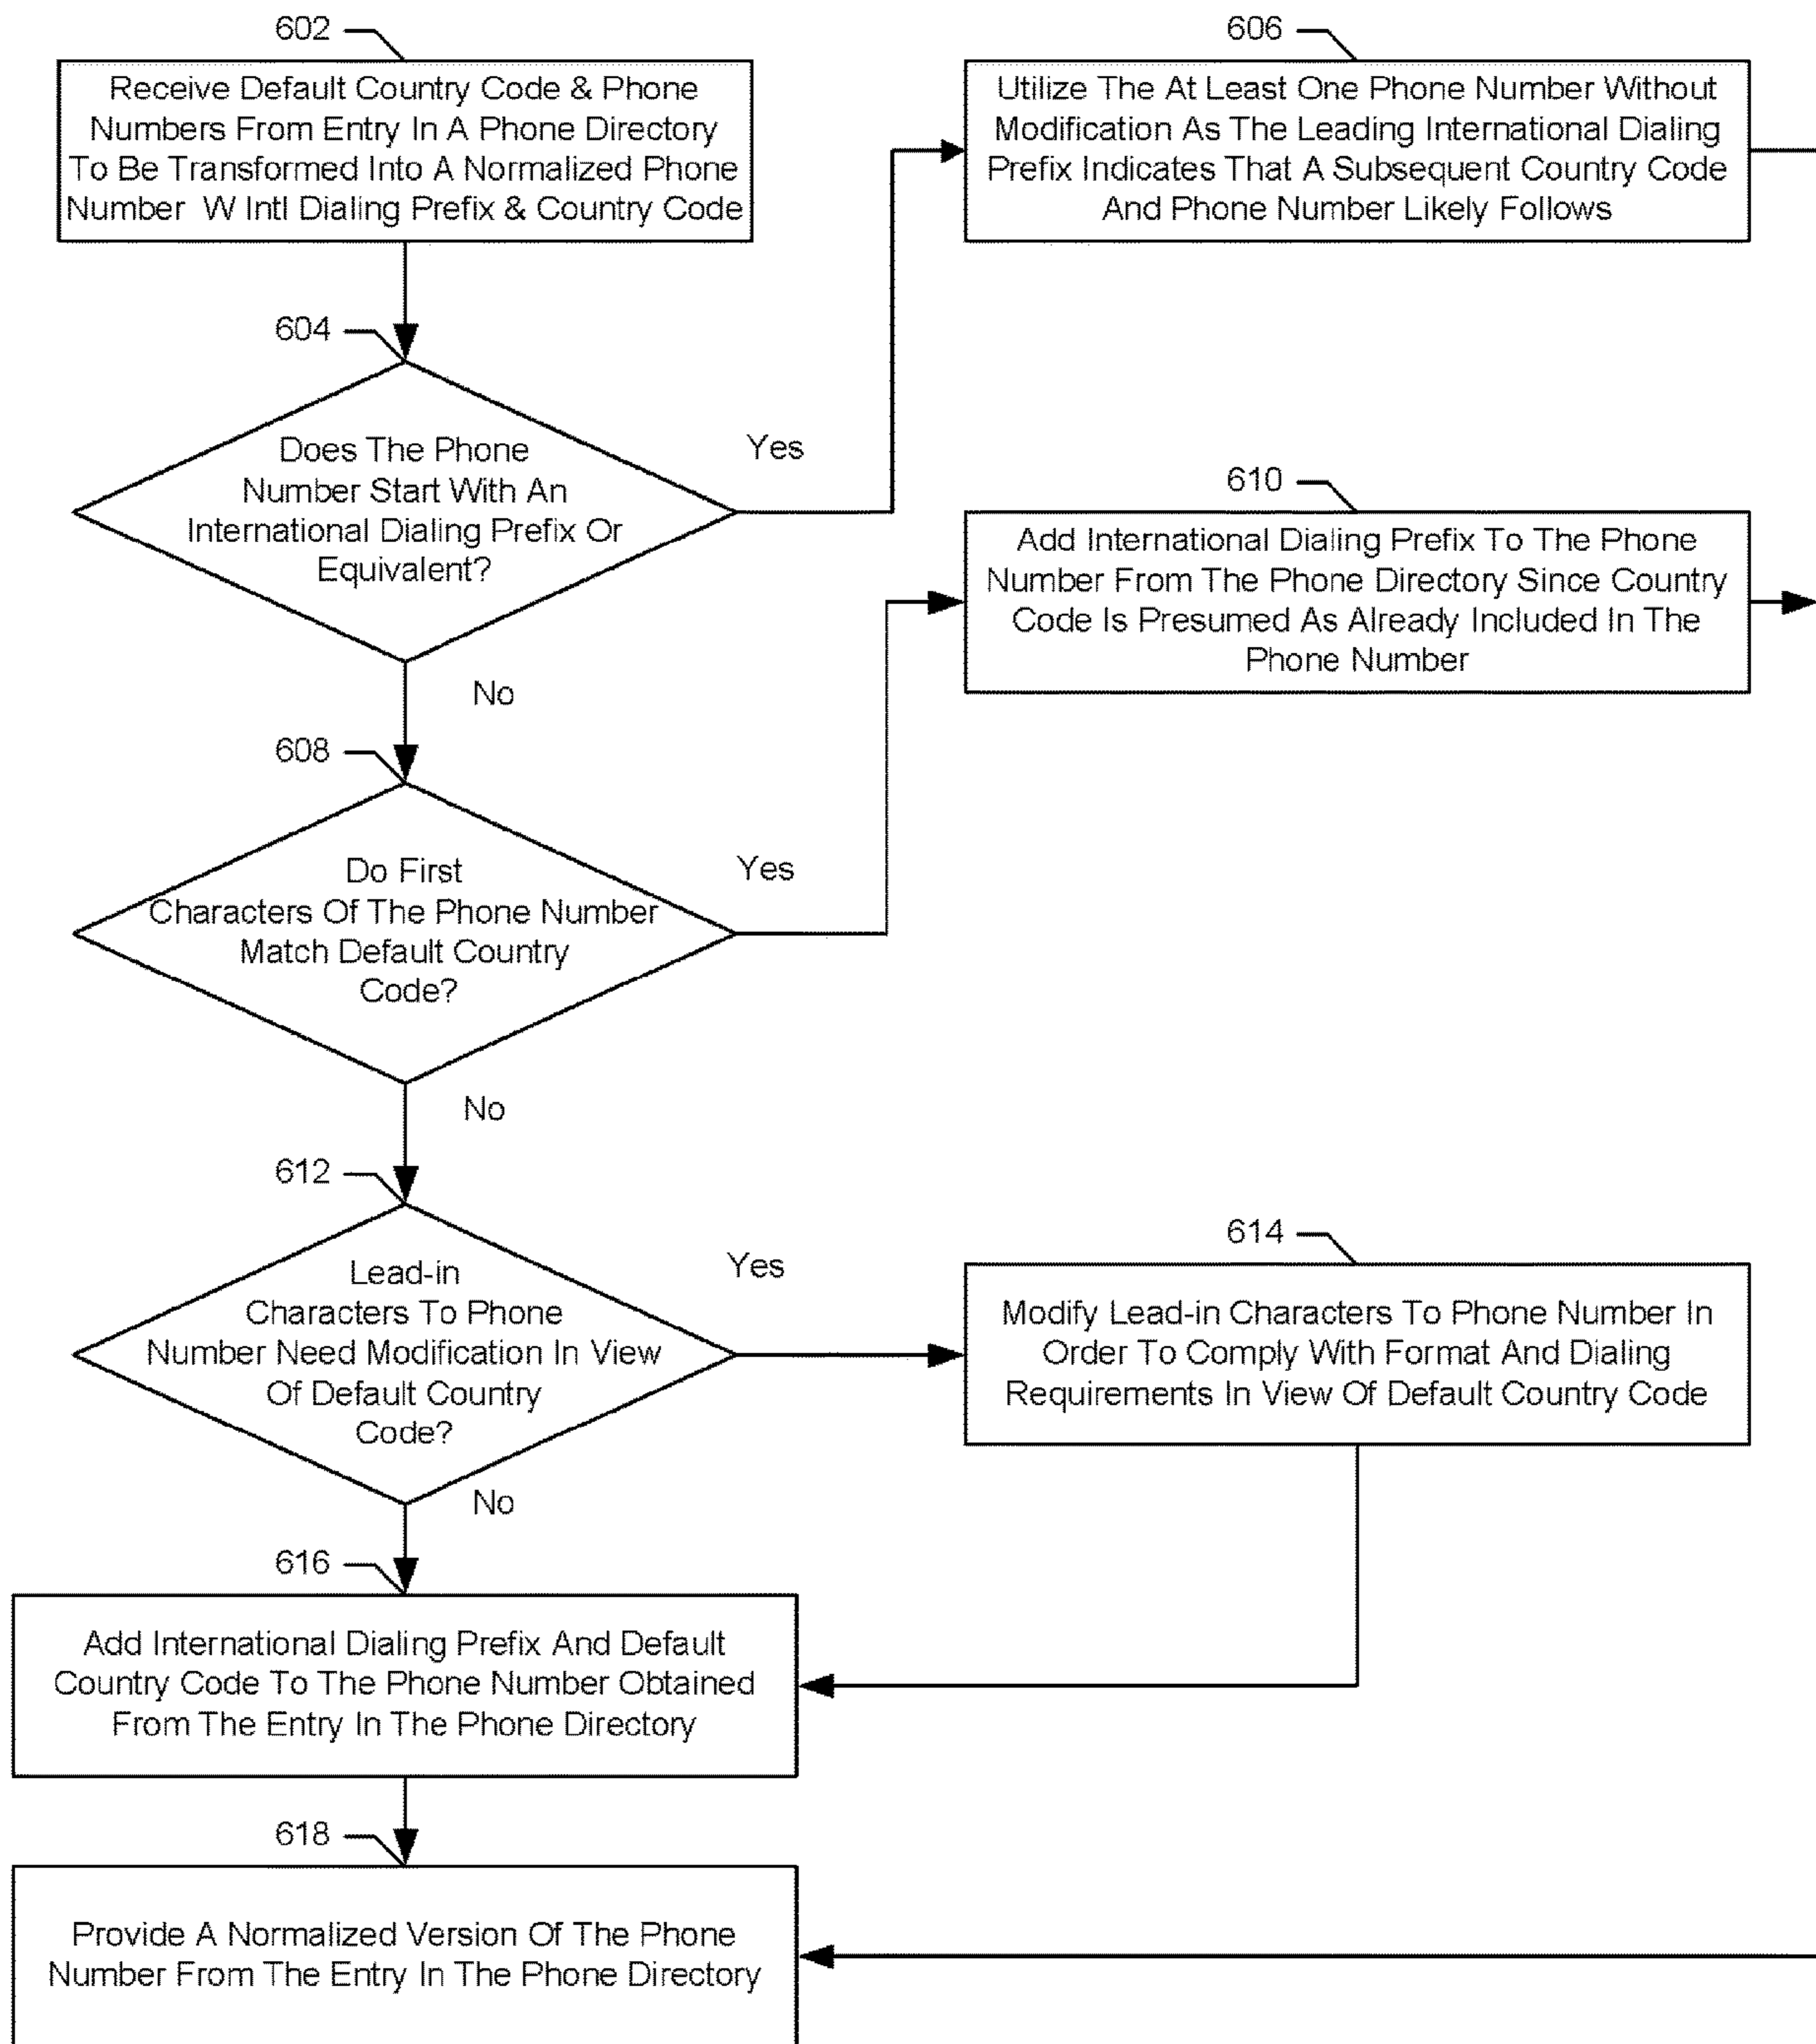 602
Receive Default Country Code & Phone
Numbers From Entry In A Phone Directory
To Be Transformed Into A Normalized Phone
Number W Intl Dialing Prefix & Country Code
606
Utilize The At Least One Phone Number Without
Modification As The Leading International Dialing
Prefix Indicates That A Subsequent Country Code
And Phone Number Likely Follows
604
Does The Phone
Number Start With An
International Dialing Prefix Or
Equivalent?
Yes
No
610
Add International Dialing Prefix To The Phone
Number From The Phone Directory Since Country
Code Is Presumed As Already Included In The
Phone Number
608
Do First
Characters Of The Phone Number
Match Default Country
Code?
Yes
No
612
Lead-in
Characters To Phone
Number Need Modification In View
Of Default Country
Code?
Yes
No
614
Modify Lead-in Characters To Phone Number In
Order To Comply With Format And Dialing
Requirements In View Of Default Country Code
616
Add International Dialing Prefix And Default
Country Code To The Phone Number Obtained
From The Entry In The Phone Directory
618
Provide A Normalized Version Of The Phone
Number From The Entry In The Phone Directory